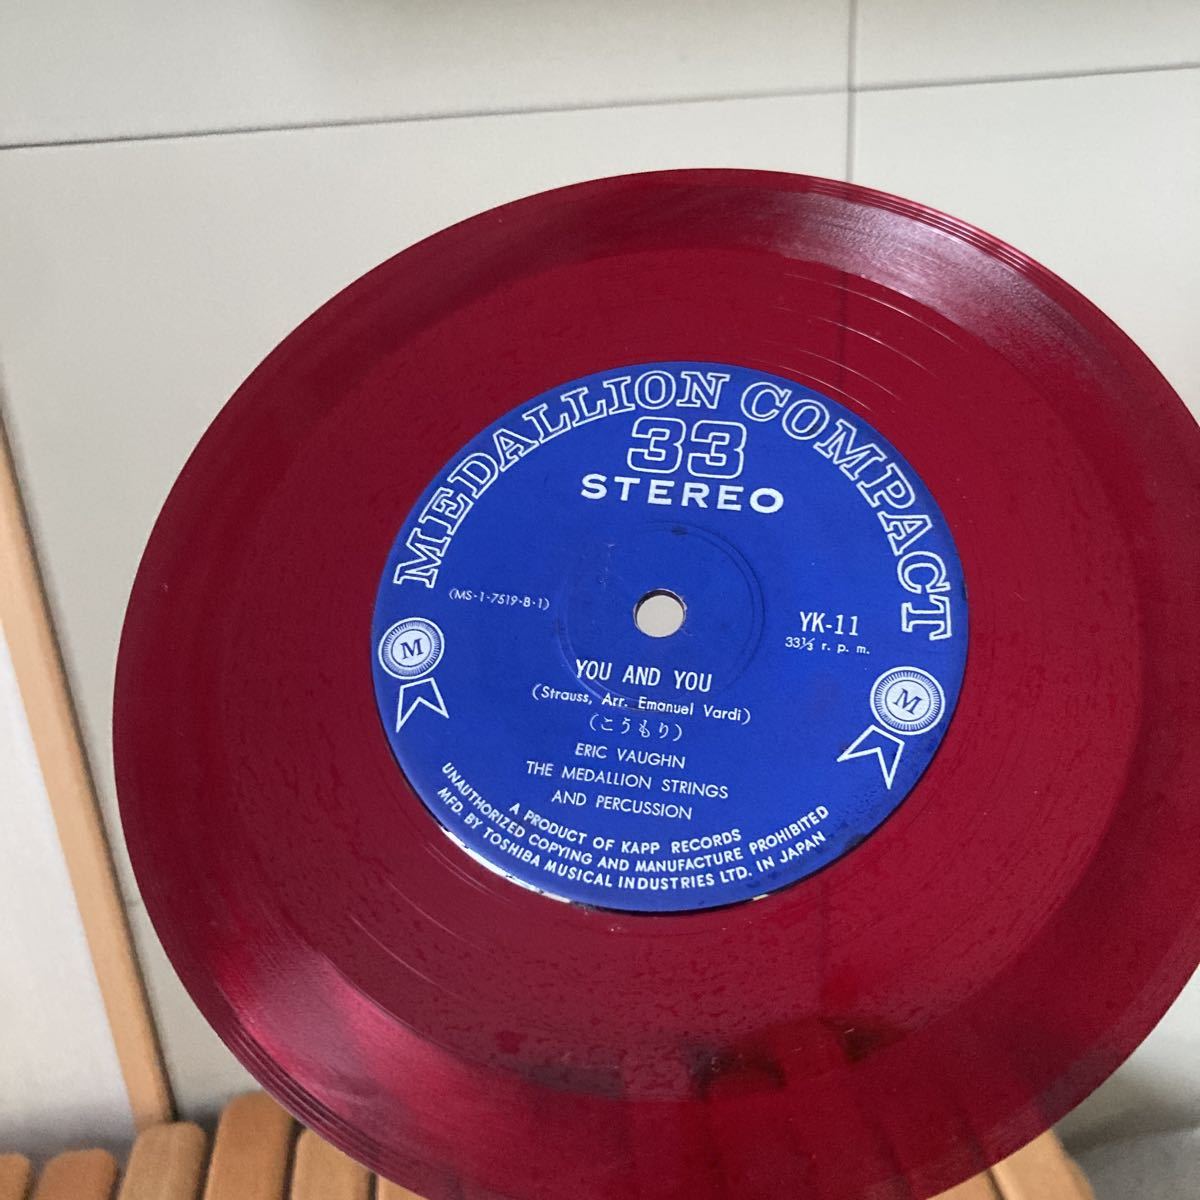 MEDALLION COMPACT
33
STEREO
(MS-1-7519-B-1)
YK-11
33⅓ r. p. m.
M
M
YOU AND YOU
(Strauss, Arr. Emanuel Vardi)
(こうもり)
ERIC VAUGHN
THE MEDALLION STRINGS
AND PERCUSSION
A PRODUCT OF KAPP RECORDS
UNAUTHORIZED COPYING AND MANUFACTURE PROHIBITED
MFD. BY TOSHIBA MUSICAL INDUSTRIES LTD. IN JAPAN